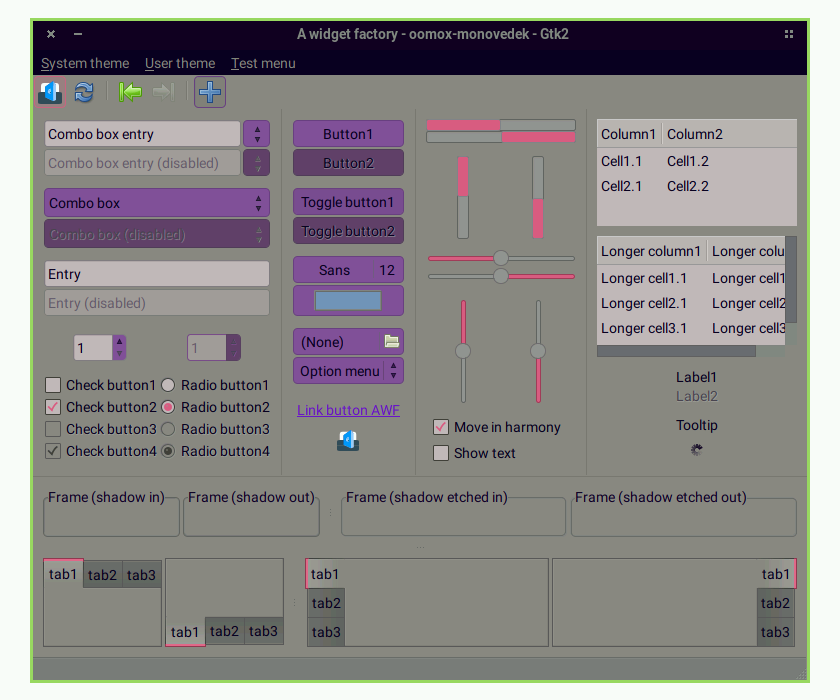 A widget factory - oomox-monovedek - Gtk2
System theme User theme Test menu
Combo box entry
Combo box entry (disabled)
Combo box
Combo box (disabled)
Entry
Entry (disabled)
1 1
Check button1 Radio button1
Check button2 Radio button2
Check button3 Radio button3
Check button4 Radio button4
Button1
Button2
Toggle button1
Toggle button2
Sans 12
(None)
Option menu
Link button AWF
Move in harmony
Show text
Column1 Column2
Cell1.1 Cell1.2
Cell2.1 Cell2.2
Longer column1 Longer colu
Longer cell1.1 Longer cell1
Longer cell2.1 Longer cell2
Longer cell3.1 Longer cell3
Label1
Label2
Tooltip
Frame (shadow in) Frame (shadow out) Frame (shadow etched in) Frame (shadow etched out)
tab1 tab2 tab3
tab1 tab2 tab3
tab1
tab2
tab3
tab1
tab2
tab3